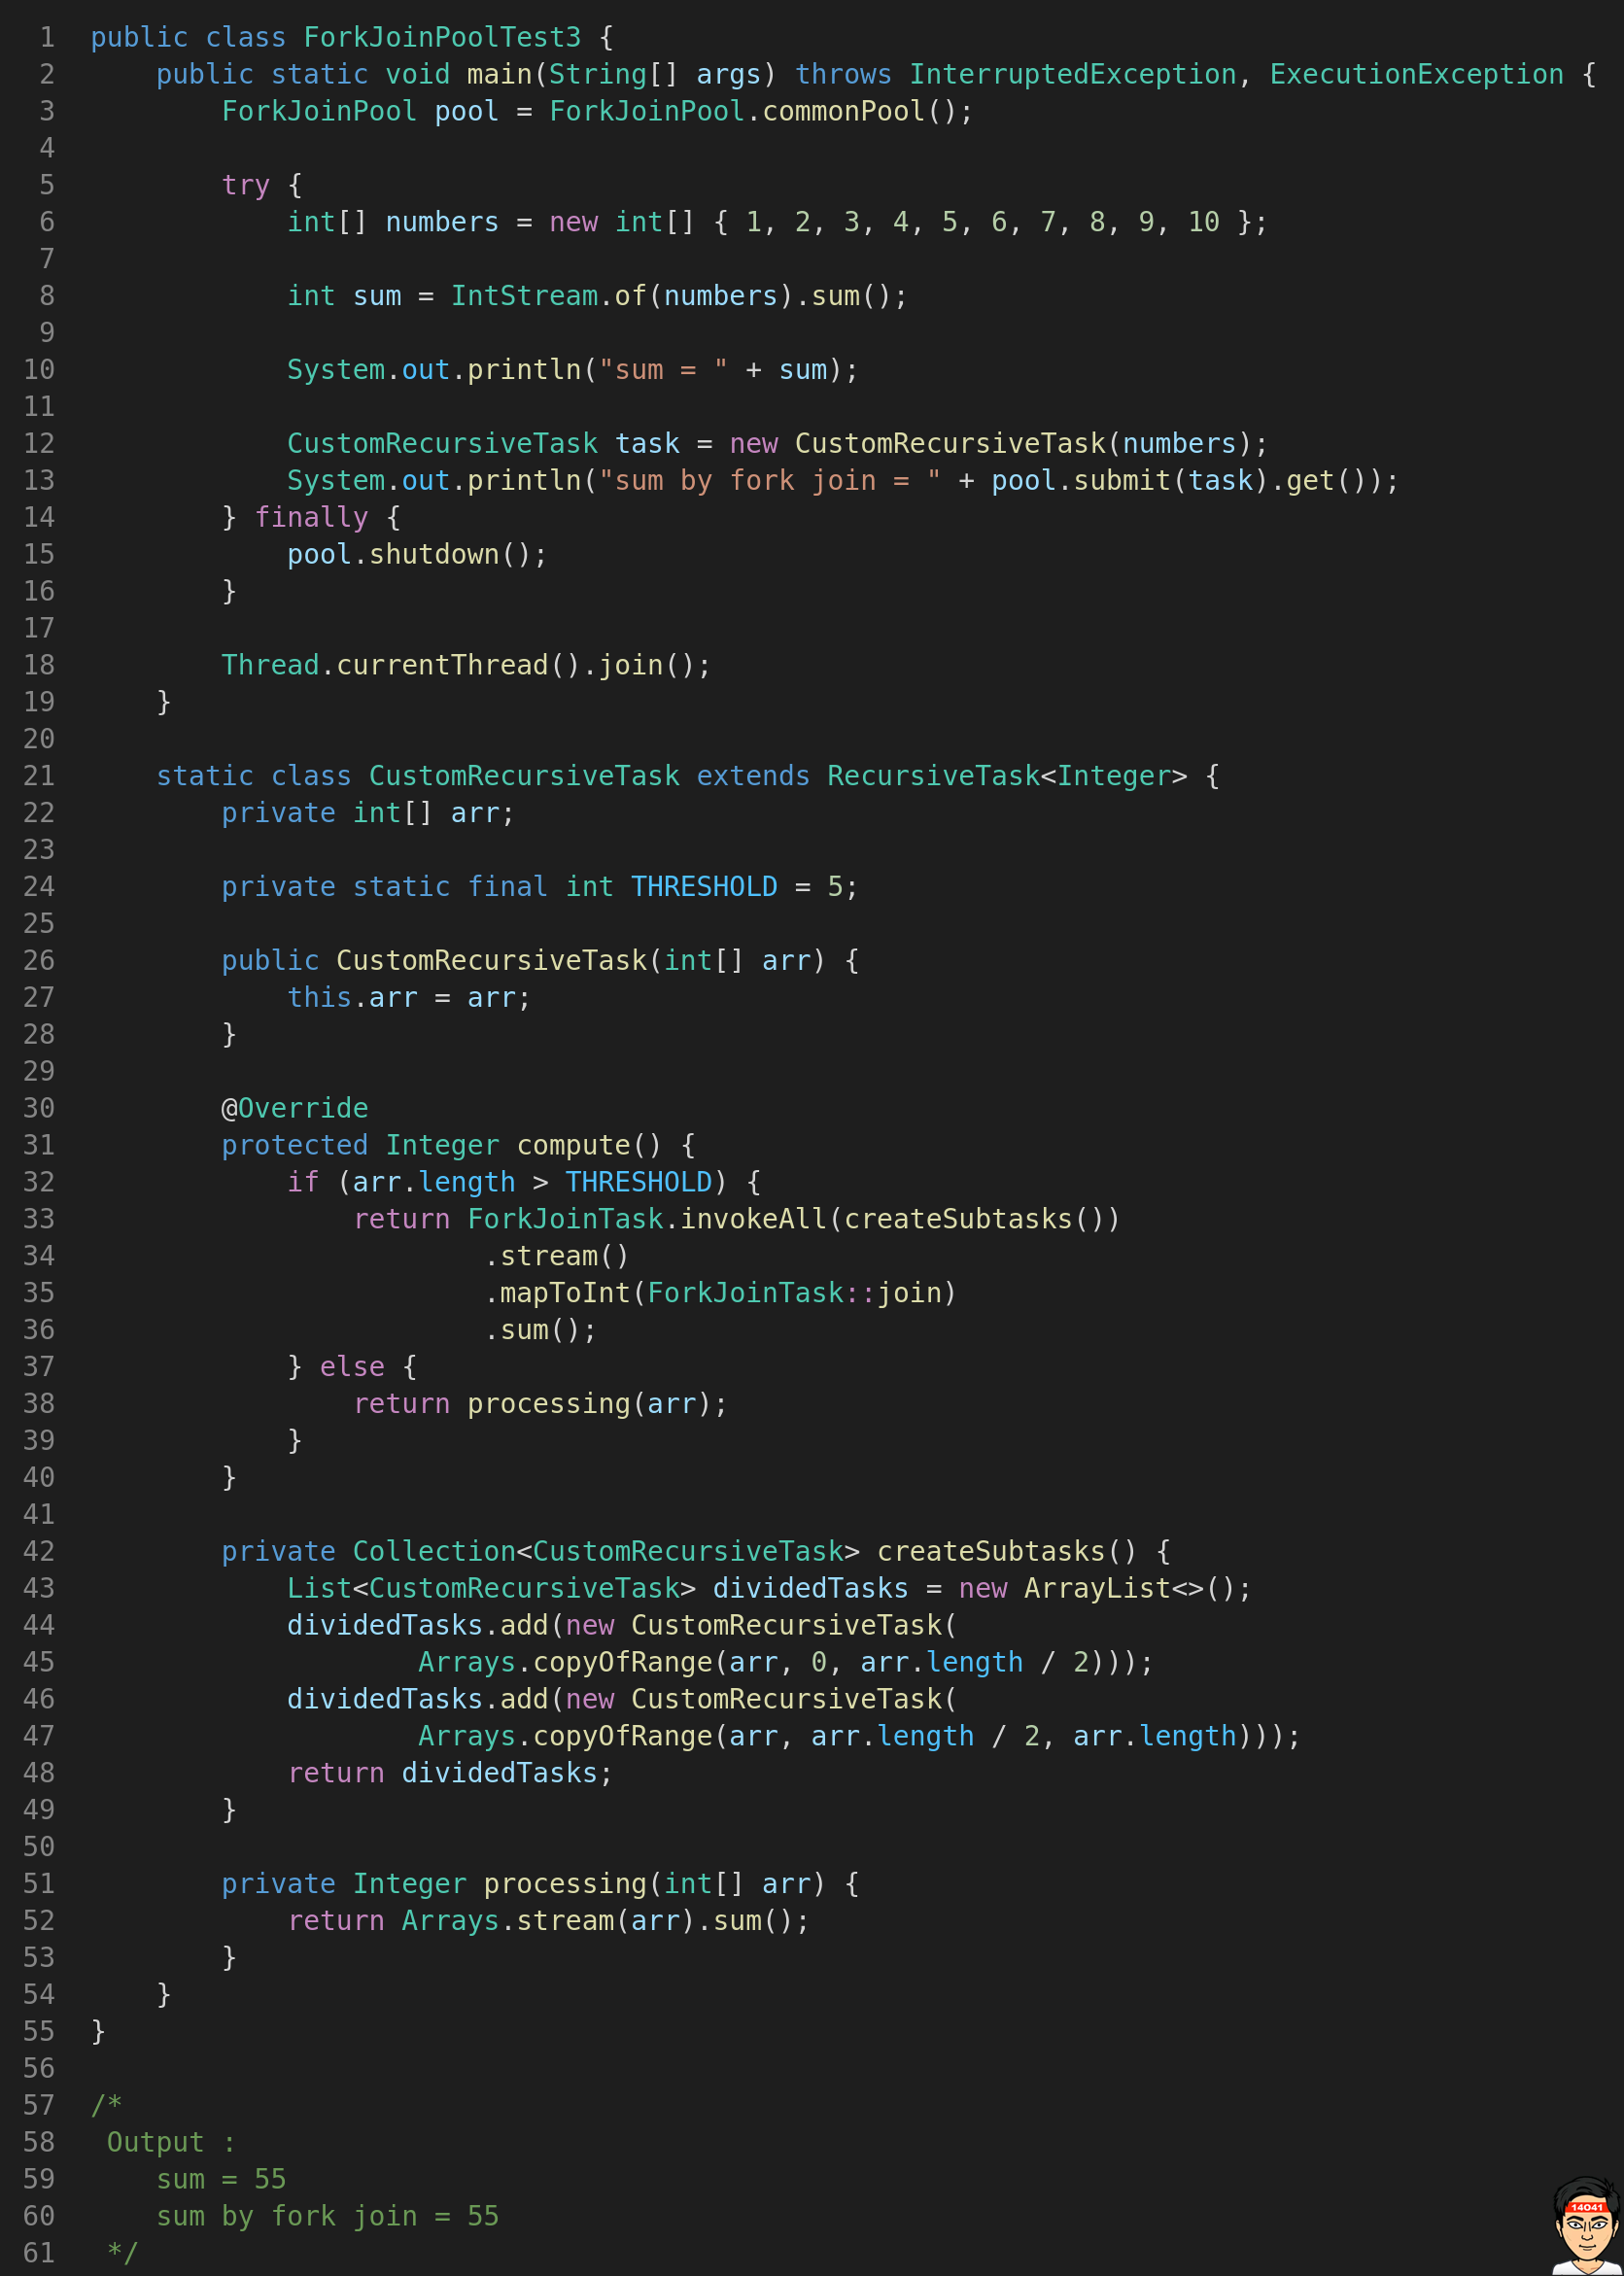 1 public class ForkJoinPoolTest3 {
2     public static void main(String[] args) throws InterruptedException, ExecutionException {
3         ForkJoinPool pool = ForkJoinPool.commonPool();
4
5         try {
6             int[] numbers = new int[] { 1, 2, 3, 4, 5, 6, 7, 8, 9, 10 };
7
8             int sum = IntStream.of(numbers).sum();
9
10             System.out.println("sum = " + sum);
11
12             CustomRecursiveTask task = new CustomRecursiveTask(numbers);
13             System.out.println("sum by fork join = " + pool.submit(task).get());
14         } finally {
15             pool.shutdown();
16         }
17
18         Thread.currentThread().join();
19     }
20
21     static class CustomRecursiveTask extends RecursiveTask<Integer> {
22         private int[] arr;
23
24         private static final int THRESHOLD = 5;
25
26         public CustomRecursiveTask(int[] arr) {
27             this.arr = arr;
28         }
29
30         @Override
31         protected Integer compute() {
32             if (arr.length > THRESHOLD) {
33                 return ForkJoinTask.invokeAll(createSubtasks())
34                         .stream()
35                         .mapToInt(ForkJoinTask::join)
36                         .sum();
37             } else {
38                 return processing(arr);
39             }
40         }
41
42         private Collection<CustomRecursiveTask> createSubtasks() {
43             List<CustomRecursiveTask> dividedTasks = new ArrayList<>();
44             dividedTasks.add(new CustomRecursiveTask(
45                     Arrays.copyOfRange(arr, 0, arr.length / 2)));
46             dividedTasks.add(new CustomRecursiveTask(
47                     Arrays.copyOfRange(arr, arr.length / 2, arr.length)));
48             return dividedTasks;
49         }
50
51         private Integer processing(int[] arr) {
52             return Arrays.stream(arr).sum();
53         }
54     }
55 }
56
57 /*
58  Output :
59     sum = 55
60     sum by fork join = 55
61  */
14041